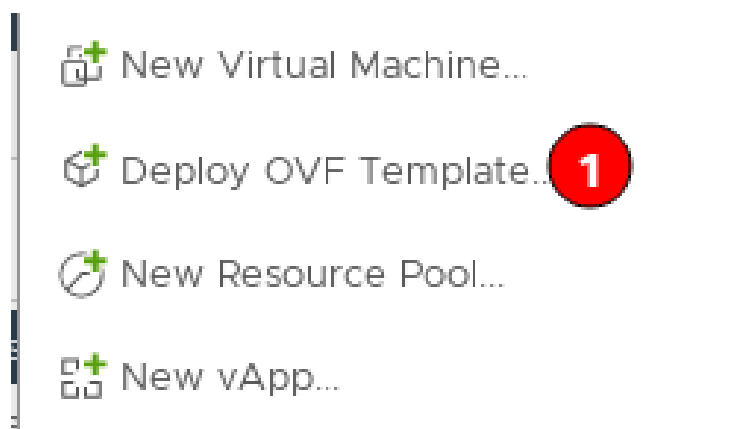 New Virtual Machine...
Deploy OVF Template.. 1
New Resource Pool...
New vApp...